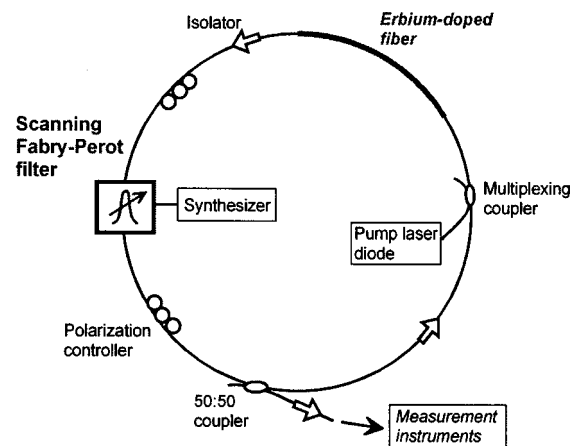 Isolator
Erbium-doped
fiber
Scanning
Fabry-Perot
filter
Synthesizer
Multiplexing
coupler
Pump laser
diode
Polarization
controller
50:50
coupler
Measurement
instruments